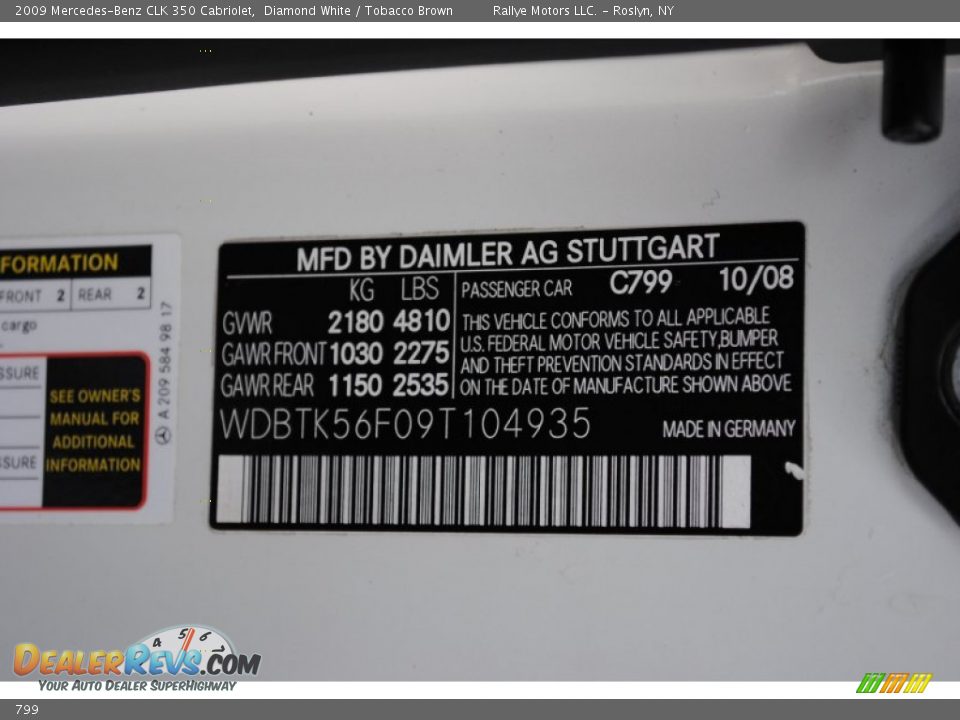 2009 Mercedes-Benz CLK 350 Cabriolet, Diamond White / Tobacco Brown Rallye Motors LLC. - Roslyn, NY
FORMATION
FRONT 2 REAR 2
cargo
SSURE
SSURE
SEE OWNER'S
MANUAL FOR
ADDITIONAL
INFORMATION
A 209 584 98 17
MFD BY DAIMLER AG STUTTGART
KG LBS
GVWR 2180 4810
GAWR FRONT 1030 2275
GAWR REAR 1150 2535
PASSENGER CAR C799 10/08
THIS VEHICLE CONFORMS TO ALL APPLICABLE
U.S. FEDERAL MOTOR VEHICLE SAFETY,BUMPER
AND THEFT PREVENTION STANDARDS IN EFFECT
ON THE DATE OF MANUFACTURE SHOWN ABOVE
WDBTK56F09T104935
MADE IN GERMANY
4 5 6 7
DEALERREVS.COM
YOUR AUTO DEALER SUPERHIGHWAY
799